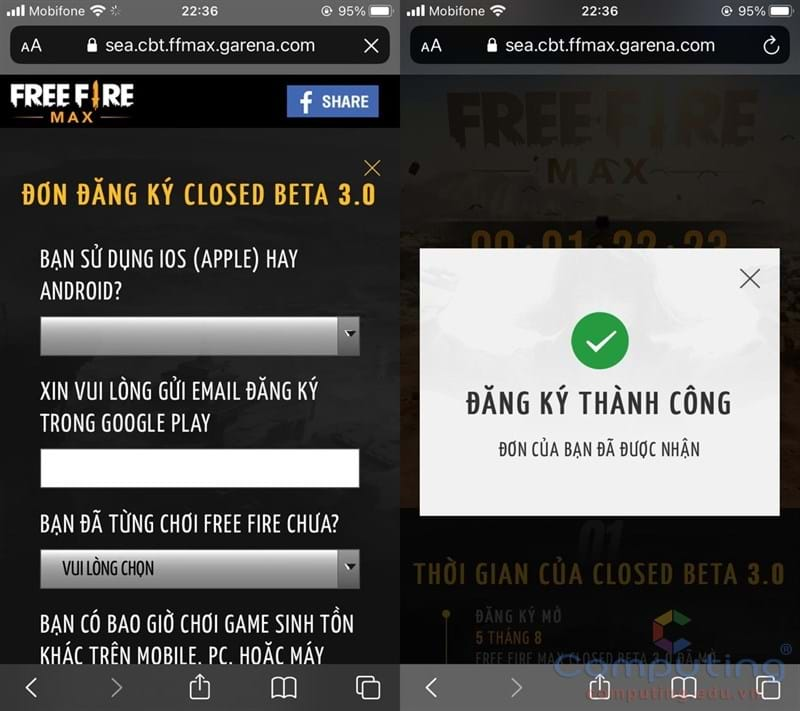 Mobifone 22:36 95%
AA sea.cbt.ffmax.garena.com
FREE FIRE
MAX
f SHARE
ĐƠN ĐĂNG KÝ CLOSED BETA 3.0
BẠN SỬ DỤNG IOS (APPLE) HAY
ANDROID?
XIN VUI LÒNG GỬI EMAIL ĐĂNG KÝ
TRONG GOOGLE PLAY
BẠN ĐÃ TỪNG CHƠI FREE FIRE CHƯA?
VUI LÒNG CHỌN
BẠN CÓ BAO GIỜ CHƠI GAME SINH TỒN
KHÁC TRÊN MOBILE, PC, HOẶC MÁY
Mobifone 22:36 95%
AA sea.cbt.ffmax.garena.com
FREE FIRE
MAX
ĐĂNG KÝ THÀNH CÔNG
ĐƠN CỦA BẠN ĐÃ ĐƯỢC NHẬN
01
THỜI GIAN CỦA CLOSED BETA 3.0
ĐĂNG KÝ MỞ
5 THÁNG 8
FREE FIRE MAX CLOSED BETA 3.0 ĐÃ MỞ
Computing®
computing.edu.vn